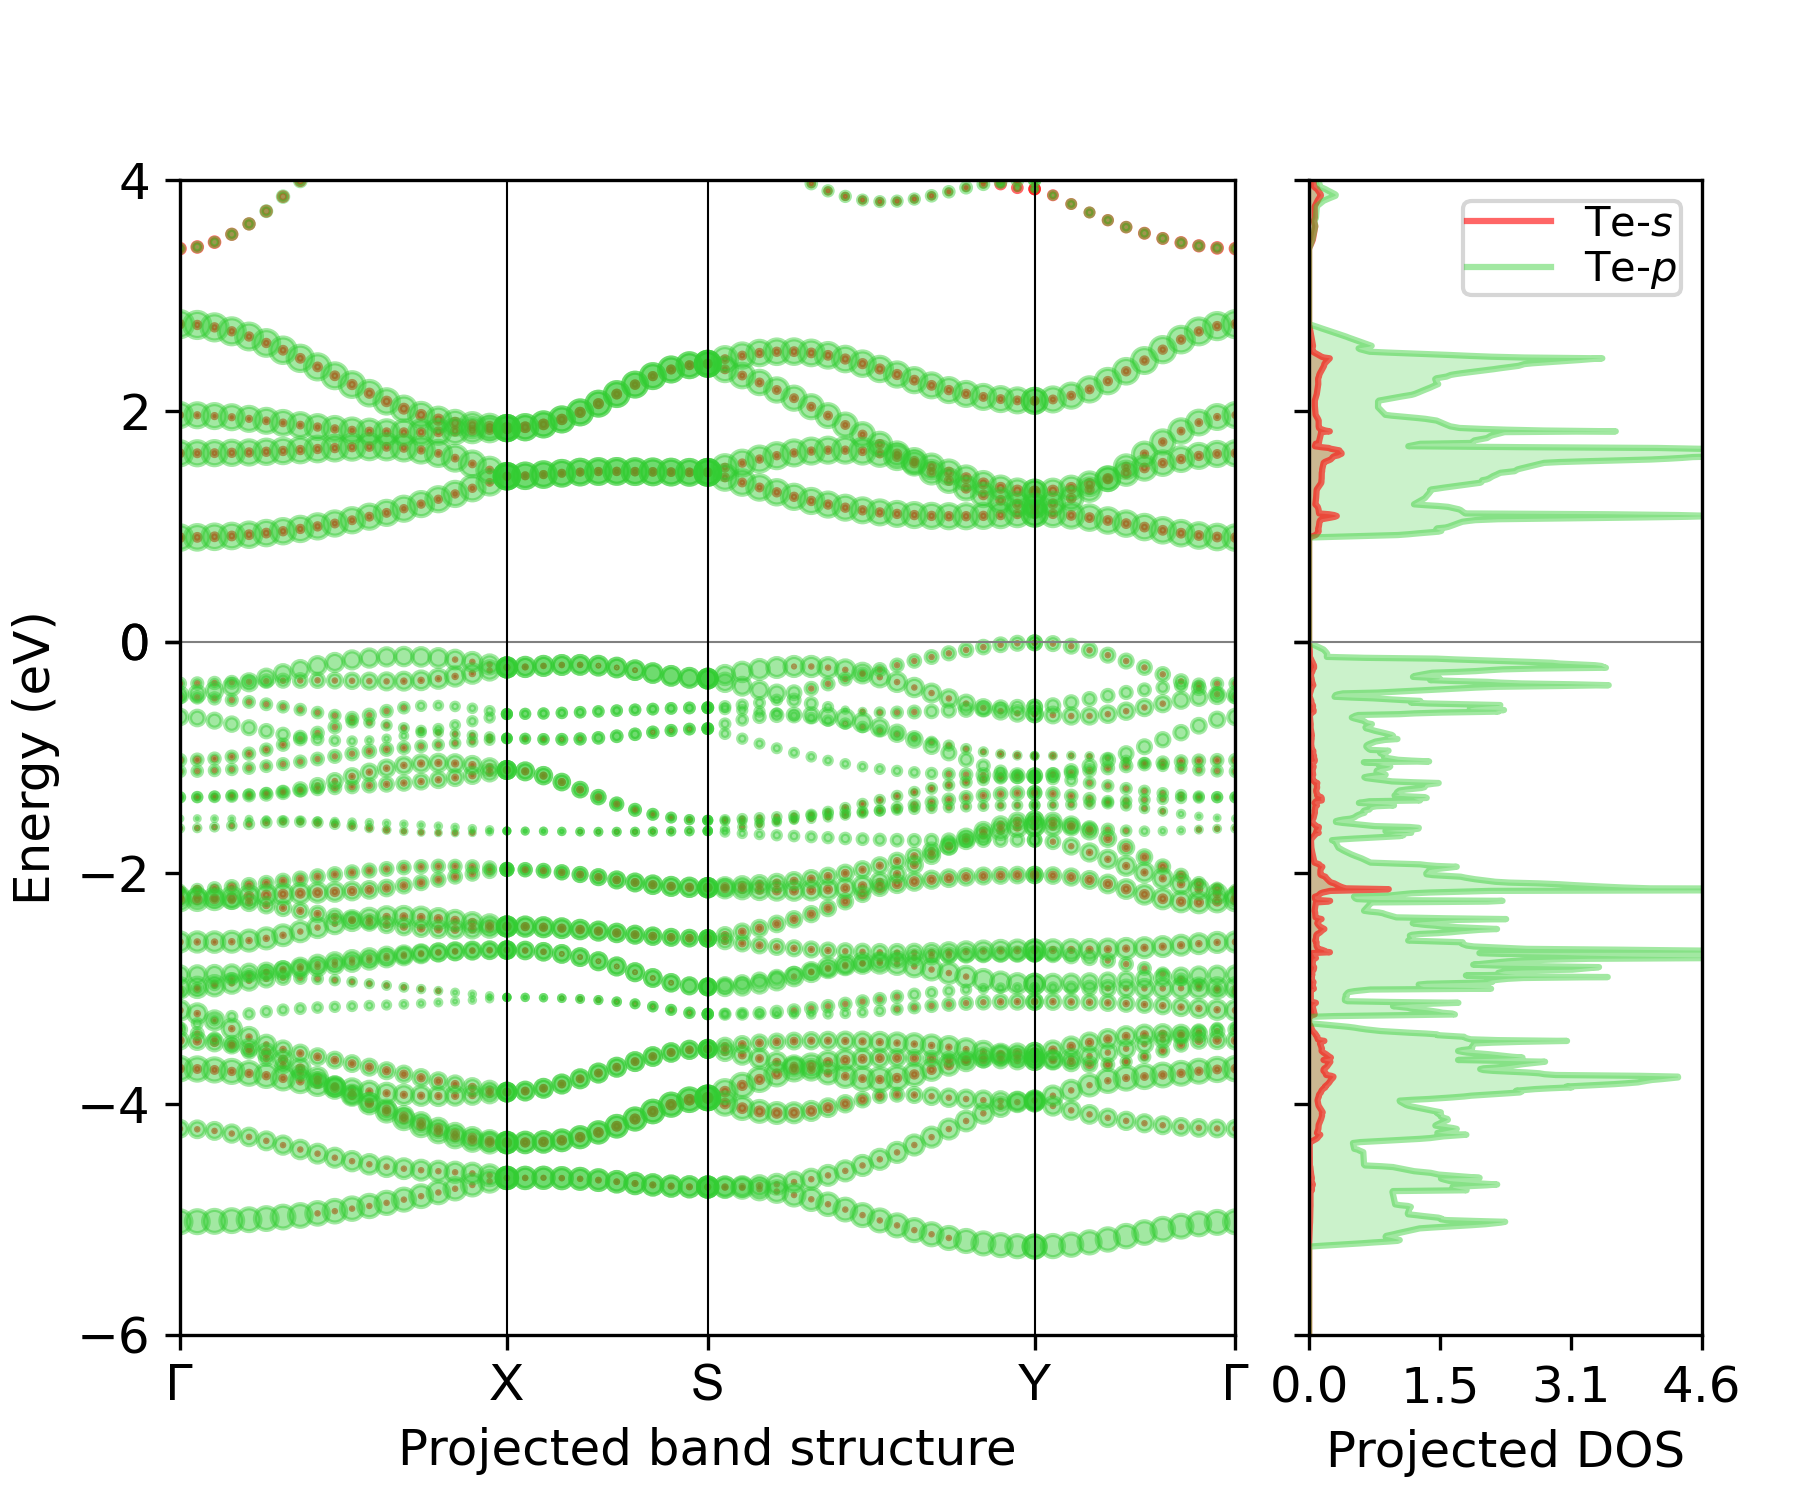 4
2
0
−2
−4
−6
Energy (eV)
Γ X S Y Γ
Projected band structure
Te-s
Te-p
0.0 1.5 3.1 4.6
Projected DOS